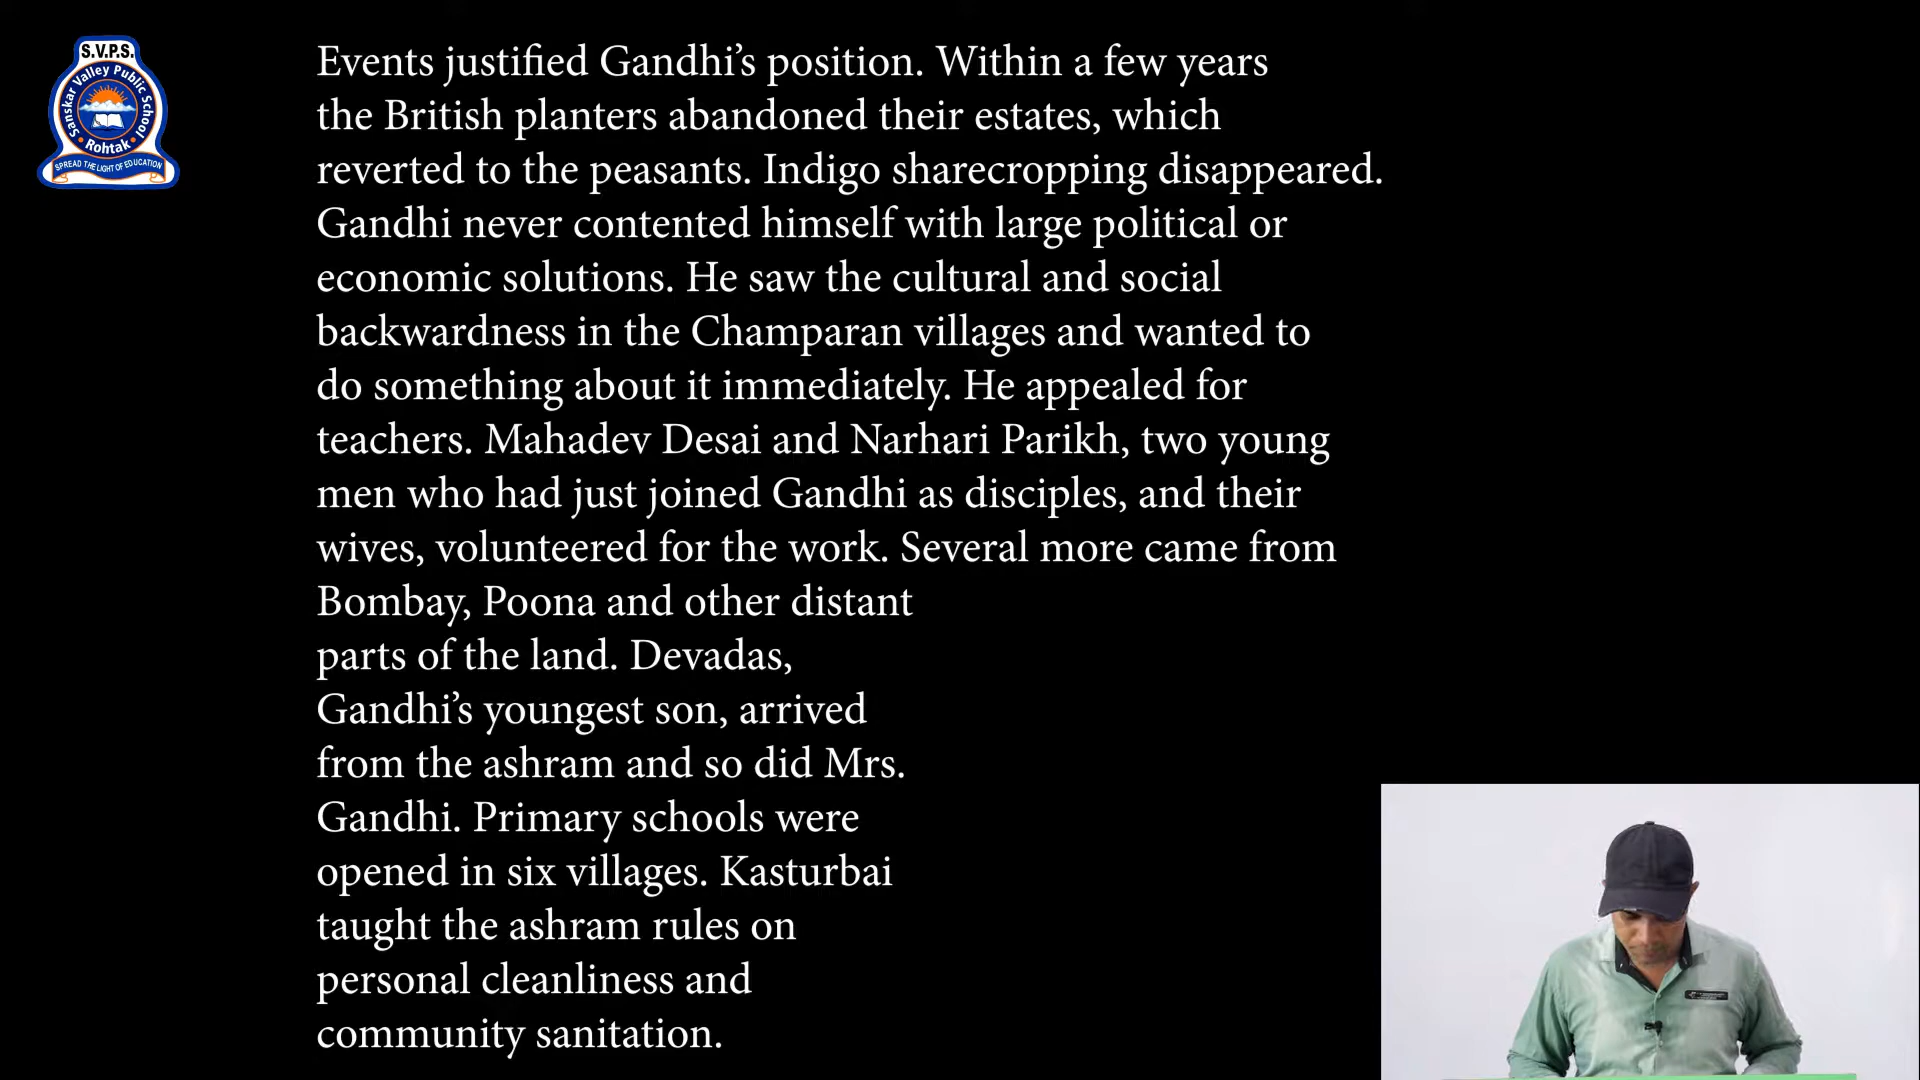 S.V.P.S.
Sanskar Valley Public School
Rohtak
SPREAD THE LIGHT OF EDUCATION
Events justified Gandhi’s position. Within a few years
the British planters abandoned their estates, which
reverted to the peasants. Indigo sharecropping disappeared.
Gandhi never contented himself with large political or
economic solutions. He saw the cultural and social
backwardness in the Champaran villages and wanted to
do something about it immediately. He appealed for
teachers. Mahadev Desai and Narhari Parikh, two young
men who had just joined Gandhi as disciples, and their
wives, volunteered for the work. Several more came from
Bombay, Poona and other distant
parts of the land. Devadas,
Gandhi’s youngest son, arrived
from the ashram and so did Mrs.
Gandhi. Primary schools were
opened in six villages. Kasturbai
taught the ashram rules on
personal cleanliness and
community sanitation.